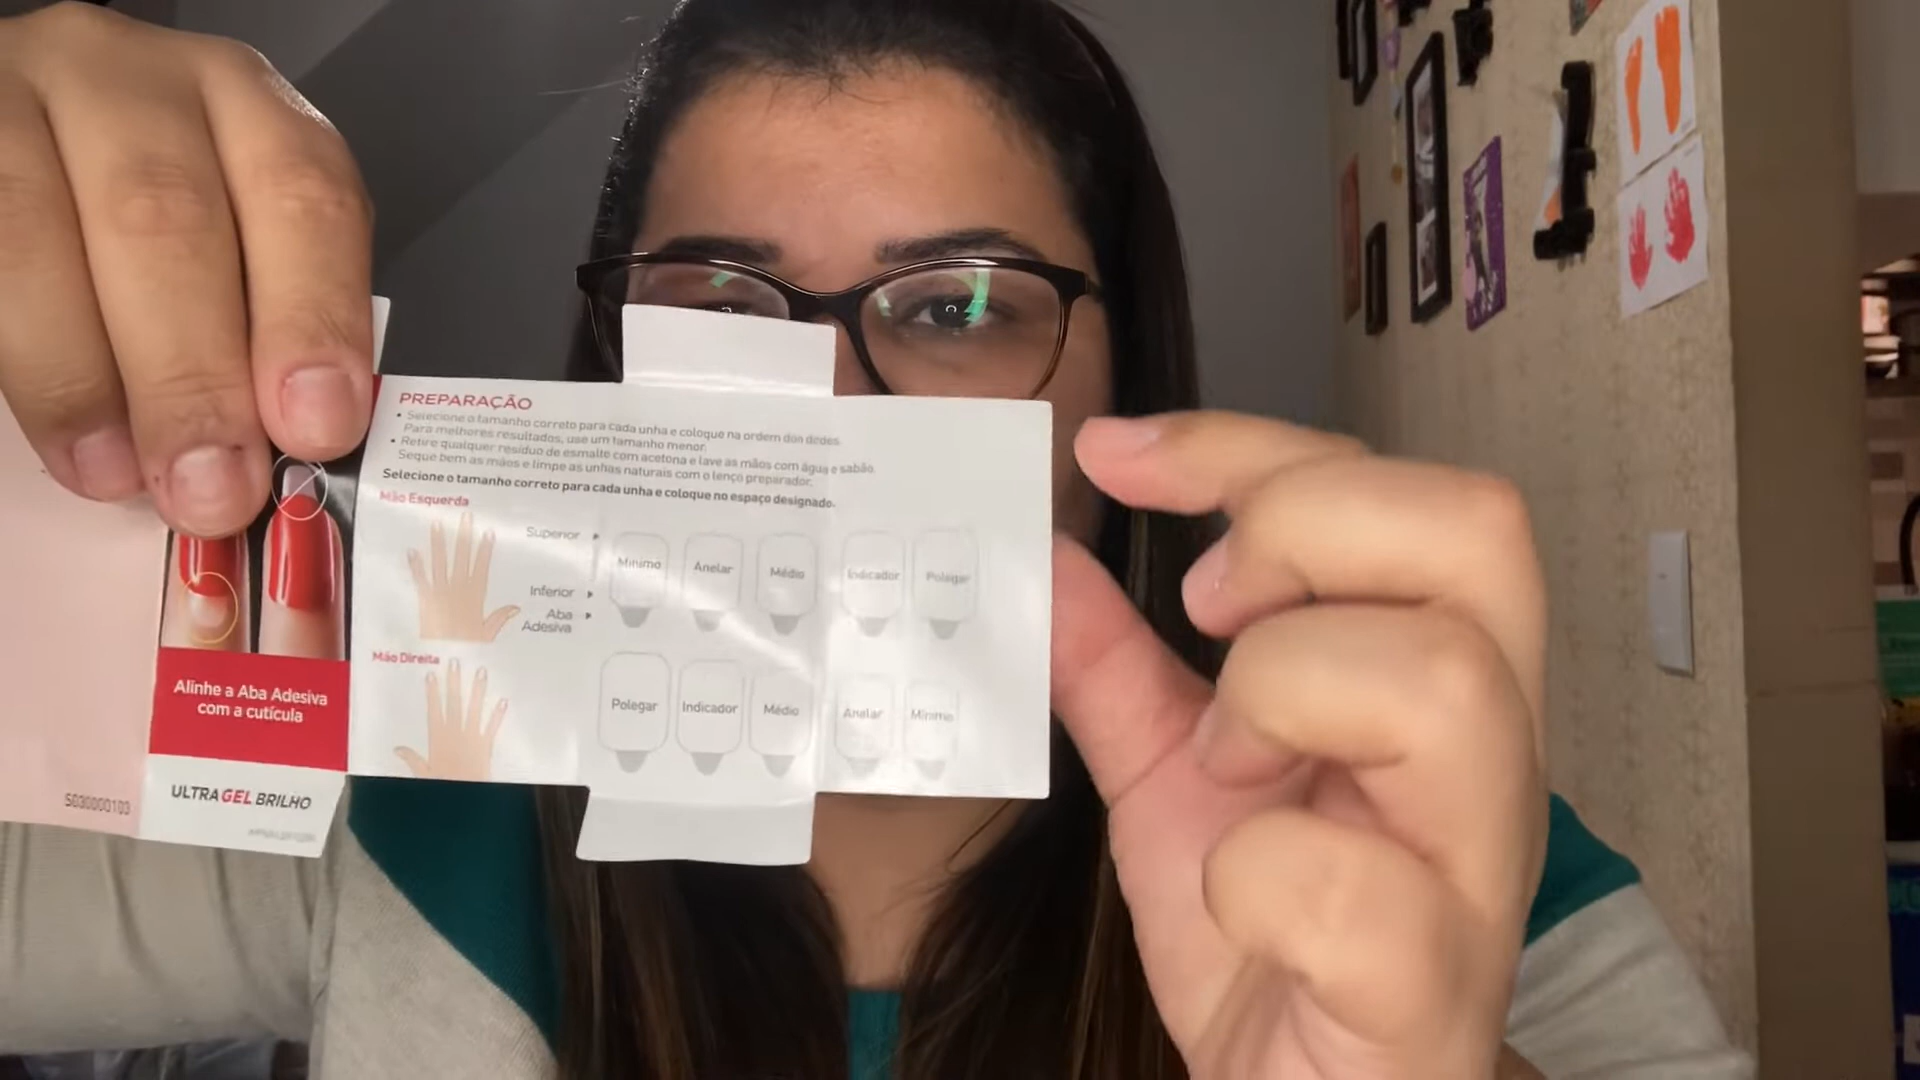 PREPARAÇÃO
• Selecione o tamanho correto para cada unha e coloque na ordem dos dedos.
Para melhores resultados, use um tamanho menor.
• Retire qualquer resíduo de esmalte com acetona e lave as mãos com água e sabão.
Seque bem as mãos e limpe as unhas naturais com o lenço preparador.
Selecione o tamanho correto para cada unha e coloque no espaço designado.
Mão Esquerda
Superior
Inferior
Aba
Adesiva
Mínimo
Anelar
Médio
Indicador
Polegar
Mão Direita
Polegar
Indicador
Médio
Anelar
Mínimo
Alinhe a Aba Adesiva
com a cutícula
ULTRA GEL BRILHO
S030000103